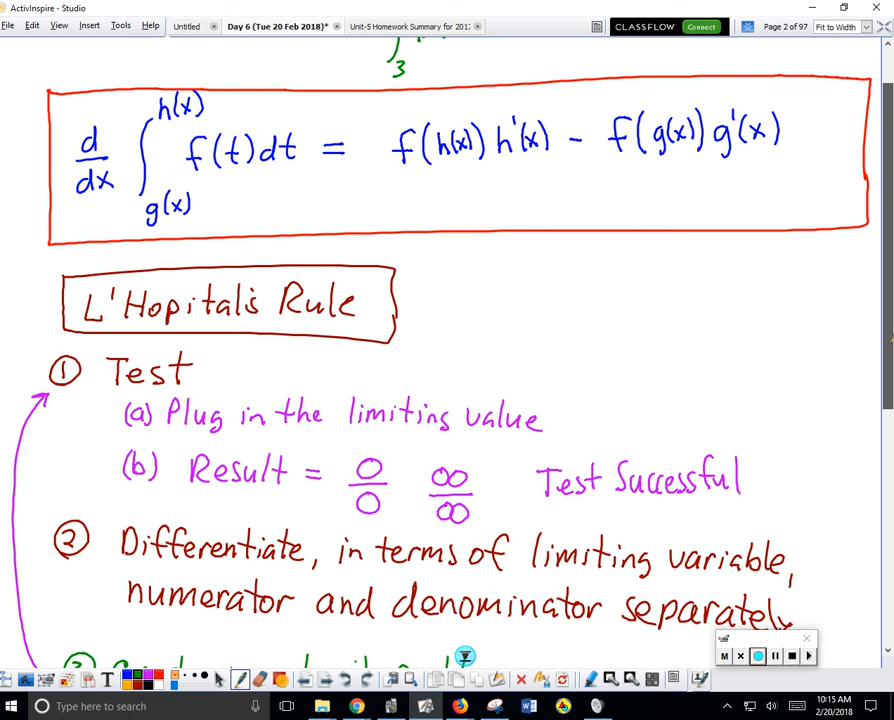 ActivInspire - Studio
File Edit View Insert Tools Help Untitled Day 6 (Tue 20 Feb 2018)* Unit-5 Homework Summary for 201 CLASSFLOW Connect Page 2 of 97 Fit to Width
3
d/dx ∫_{g(x)}^{h(x)} f(t)dt = f(h(x)) h'(x) - f(g(x)) g'(x)
L'Hopital's Rule
① Test
(a) Plug in the limiting value
(b) Result = 0/0 ∞/∞ Test Successful
② Differentiate, in terms of limiting variable,
numerator and denominator separately
Type here to search
10:15 AM
2/20/2018